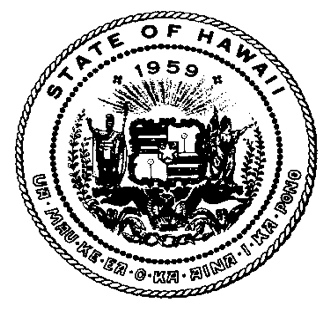 STATE OF HAWAII
1959
UA·MAU·KE·EA·O·KA·AINA·I·KA·PONO